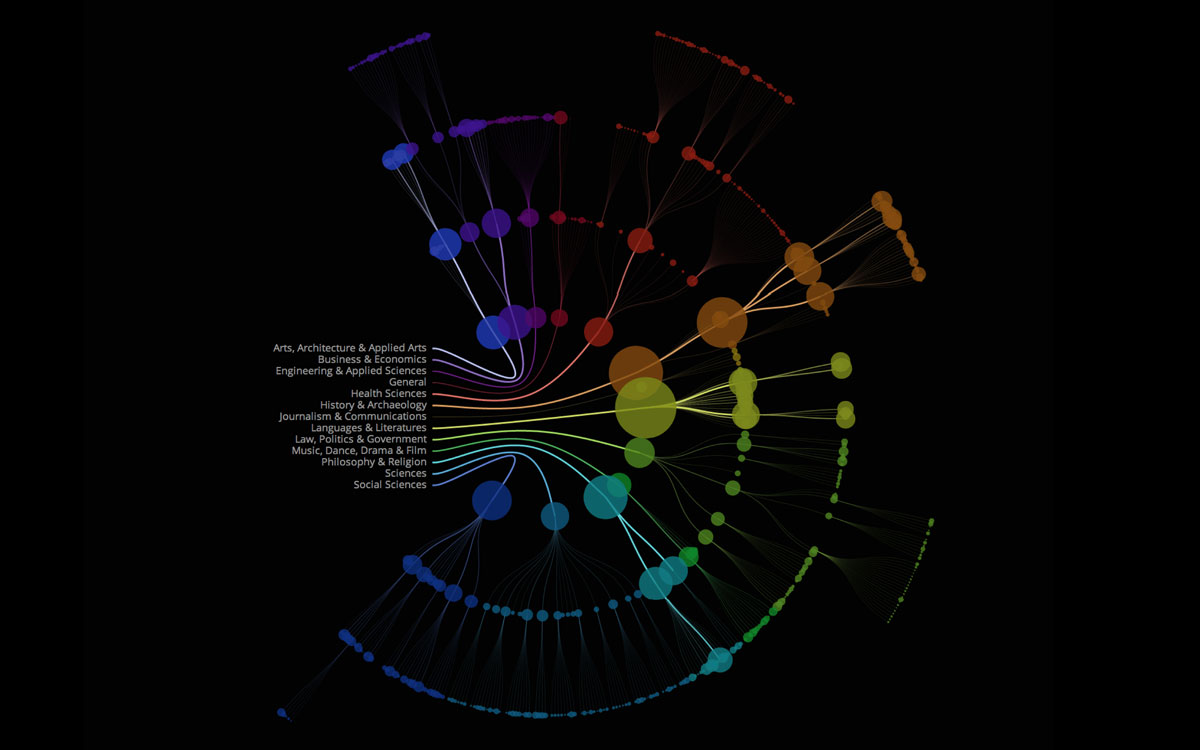 Arts, Architecture & Applied Arts
Business & Economics
Engineering & Applied Sciences
General
Health Sciences
History & Archaeology
Journalism & Communications
Languages & Literatures
Law, Politics & Government
Music, Dance, Drama & Film
Philosophy & Religion
Sciences
Social Sciences